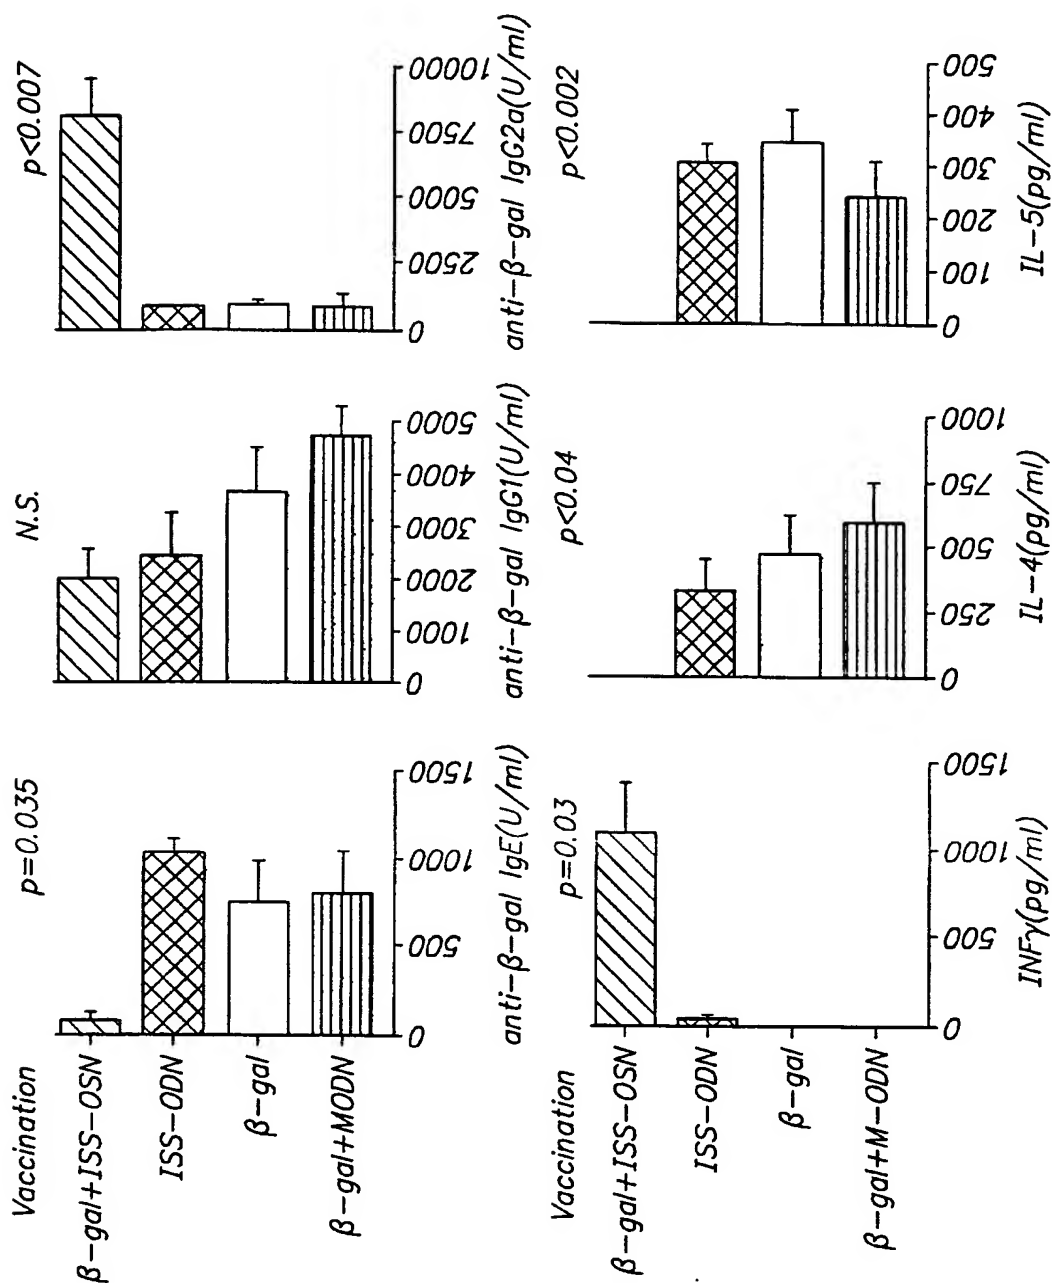 Vaccination
p=0.035
N.S.
p<0.007
β-gal+ISS-OSN
ISS-ODN
β-gal
β-gal+MODN
0
500
1000
1500
anti-β-gal IgE(U/ml)
0
1000
2000
3000
4000
5000
anti-β-gal IgG1(U/ml)
0
2500
5000
7500
10000
anti-β-gal IgG2a(U/ml)
Vaccination
p=0.03
p<0.04
p<0.002
β-gal+ISS-OSN
ISS-ODN
β-gal
β-gal+M-ODN
0
500
1000
1500
INFγ(pg/ml)
0
250
500
750
1000
IL-4(pg/ml)
0
100
200
300
400
500
IL-5(pg/ml)